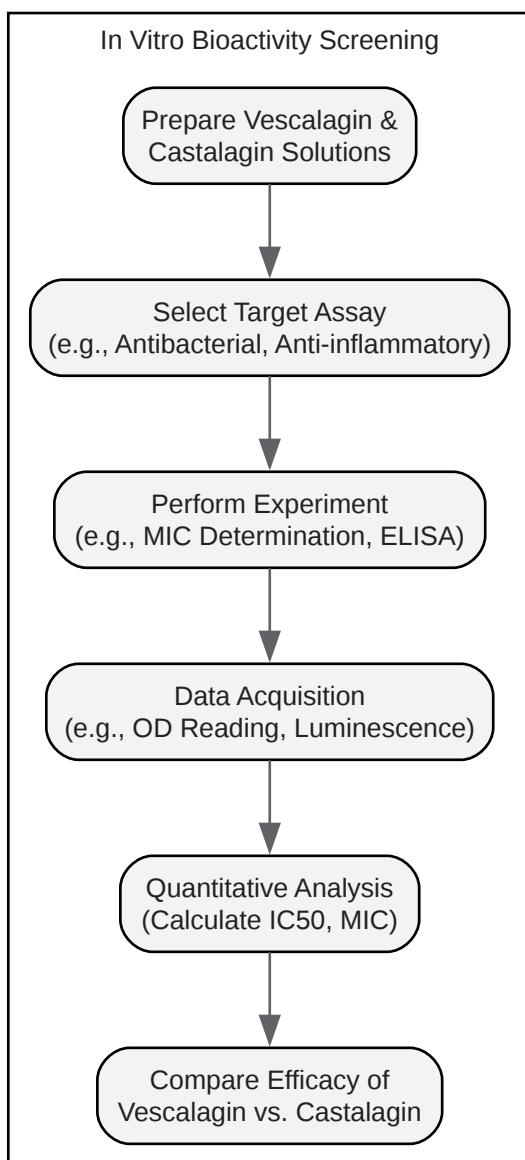 In Vitro Bioactivity Screening
Prepare Vescalagin &
Castalagin Solutions
Select Target Assay
(e.g., Antibacterial, Anti-inflammatory)
Perform Experiment
(e.g., MIC Determination, ELISA)
Data Acquisition
(e.g., OD Reading, Luminescence)
Quantitative Analysis
(Calculate IC50, MIC)
Compare Efficacy of
Vescalagin vs. Castalagin